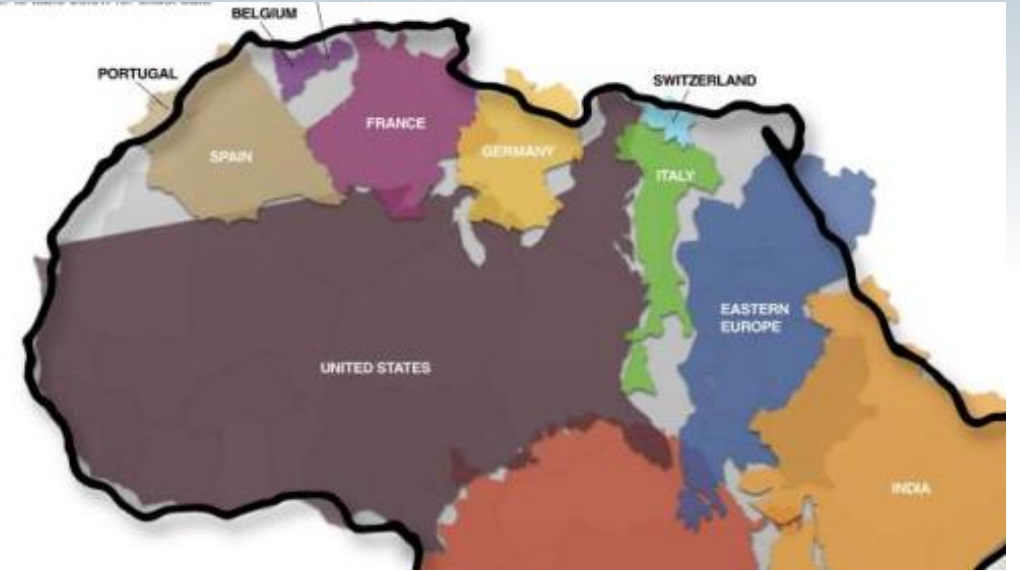 BELGIUM
PORTUGAL
SWITZERLAND
FRANCE
GERMANY
SPAIN
ITALY
EASTERN
EUROPE
UNITED STATES
INDIA